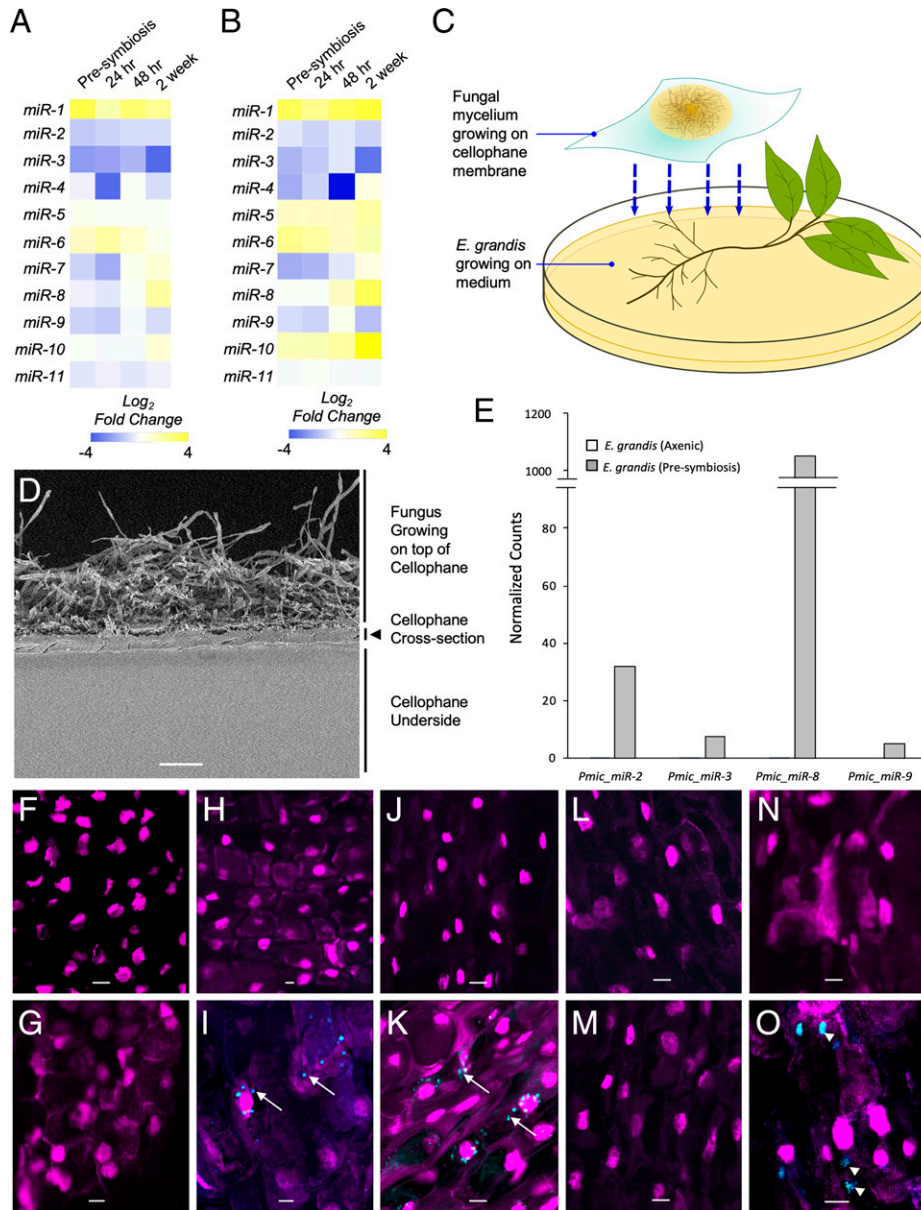 A
Pre-symbiosis
24 hr
48 hr
2 week
miR-1
miR-2
miR-3
miR-4
miR-5
miR-6
miR-7
miR-8
miR-9
miR-10
miR-11
Log2
Fold Change
-4
4
B
Pre-symbiosis
24 hr
48 hr
2 week
miR-1
miR-2
miR-3
miR-4
miR-5
miR-6
miR-7
miR-8
miR-9
miR-10
miR-11
Log2
Fold Change
-4
4
C
Fungal
mycelium
growing on
cellophane
membrane
E. grandis
growing on
medium
D
Fungus
Growing
on top of
Cellophane
Cellophane
Cross-section
Cellophane
Underside
E
Normalized Counts
1200
1000
80
60
40
20
0
E. grandis (Axenic)
E. grandis (Pre-symbiosis)
Pmic_miR-2
Pmic_miR-3
Pmic_miR-8
Pmic_miR-9
F
H
J
L
N
G
I
K
M
O